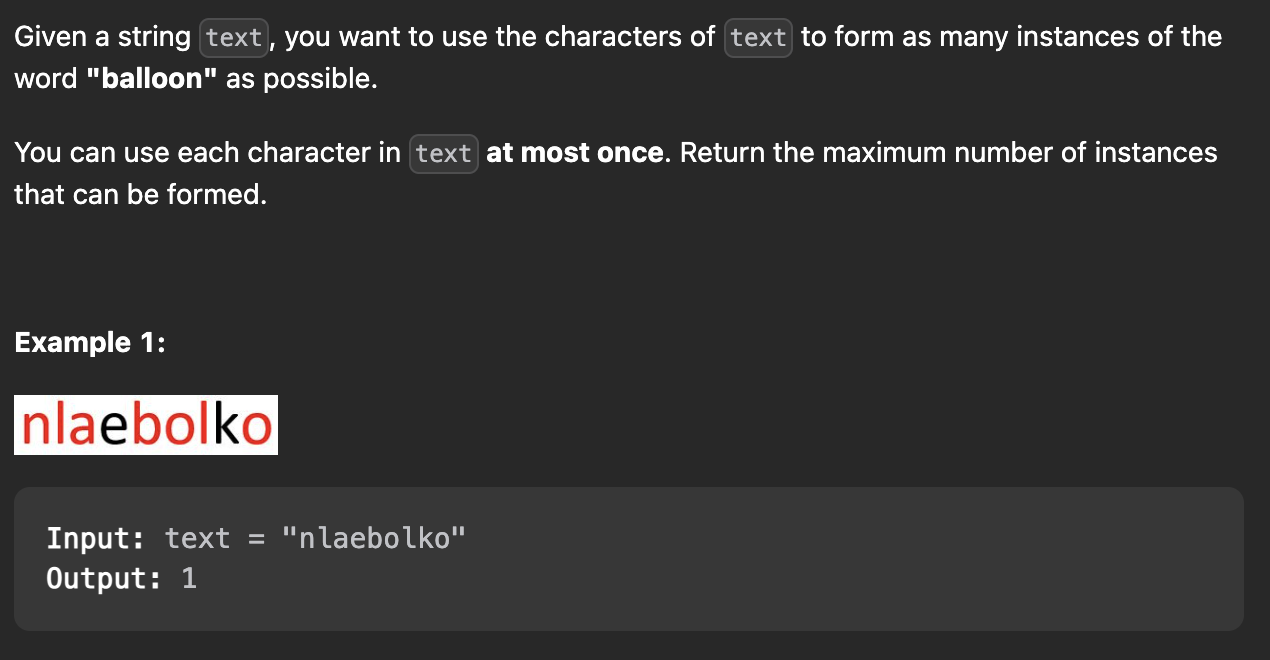 Given a string text, you want to use the characters of text to form as many instances of the
word "balloon" as possible.
You can use each character in text at most once. Return the maximum number of instances
that can be formed.
Example 1:
nlaebolko
Input: text = "nlaebolko"
Output: 1